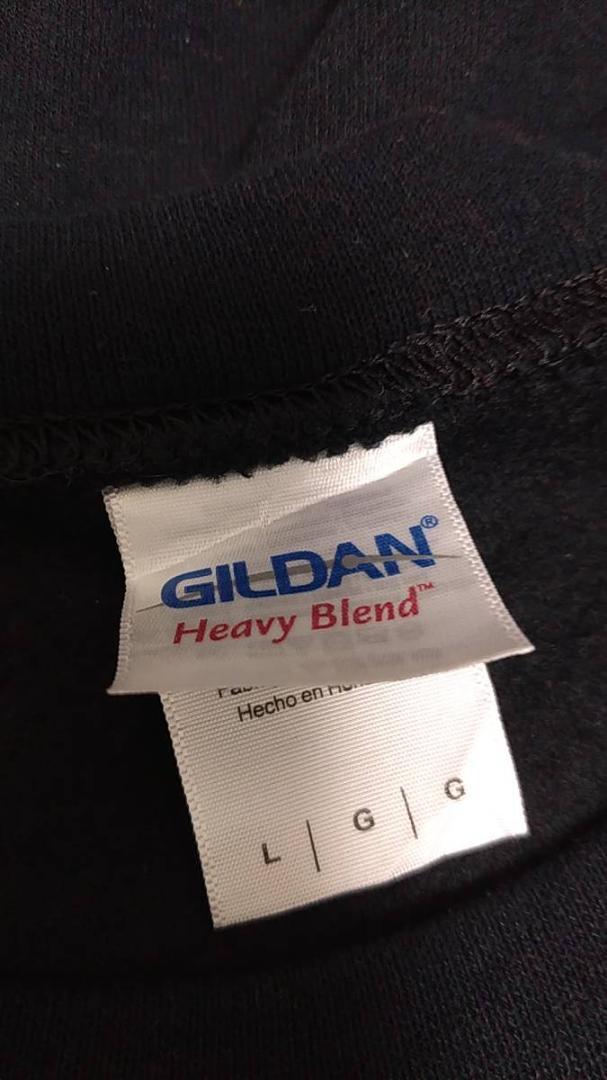 GILDAN®
Heavy Blend™
Hecho en
L | G | G